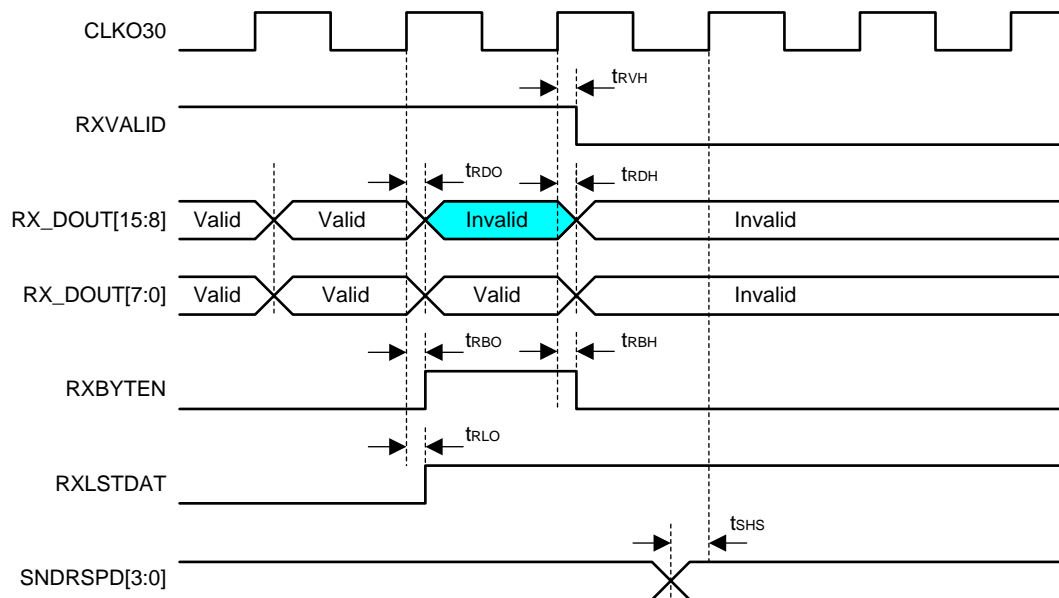 CLKO30
tRVH
RXVALID
tRDO tRDH
RX_DOUT[15:8] Valid Valid Invalid Invalid
RX_DOUT[7:0] Valid Valid Valid Invalid
tRBO tRBH
RXBYTEN
tRLO
RXLSTDAT
tSHS
SNDRSPD[3:0]